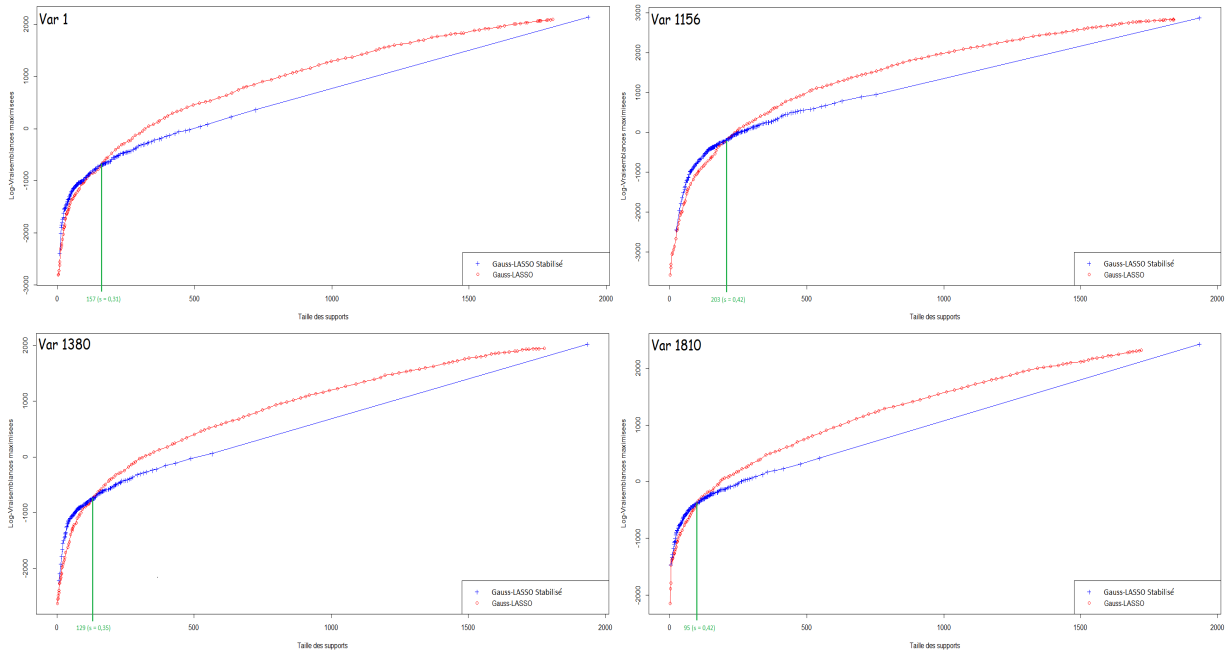 Var 1
Log-Vraisemblances maximisees
2000
1000
0
-1000
-2000
-3000
Gauss-LASSO Stabilisé
Gauss-LASSO
0
500
1000
1500
2000
157 (s = 0,31)
Taille des supports
Var 1156
Log-Vraisemblances maximisees
3000
2000
1000
0
-1000
-2000
-3000
Gauss-LASSO Stabilisé
Gauss-LASSO
0
500
1000
1500
2000
203 (s = 0,42)
Taille des supports
Var 1380
Log-Vraisemblances maximisees
2000
1000
0
-1000
-2000
Gauss-LASSO Stabilisé
Gauss-LASSO
0
500
1000
1500
2000
129 (s = 0,35)
Taille des supports
Var 1810
Log-Vraisemblances maximisees
2000
1000
0
-1000
-2000
Gauss-LASSO Stabilisé
Gauss-LASSO
0
500
1000
1500
2000
95 (s = 0,42)
Taille des supports